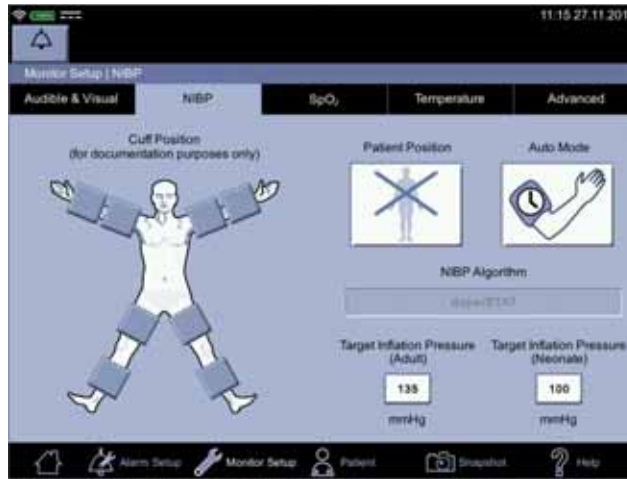 11:15 27.11.201
Monitor Setup | NIBP
Audible & Visual
NIBP
SpO₂
Temperature
Advanced
Cuff Position
(for documentation purposes only)
Patient Position
Auto Mode
NIBP Algorithm
Target Inflation Pressure
(Adult)
Target Inflation Pressure
(Neonate)
135
100
mmHg
mmHg
Alarm Setup
Monitor Setup
Patient
Snapshot
Help